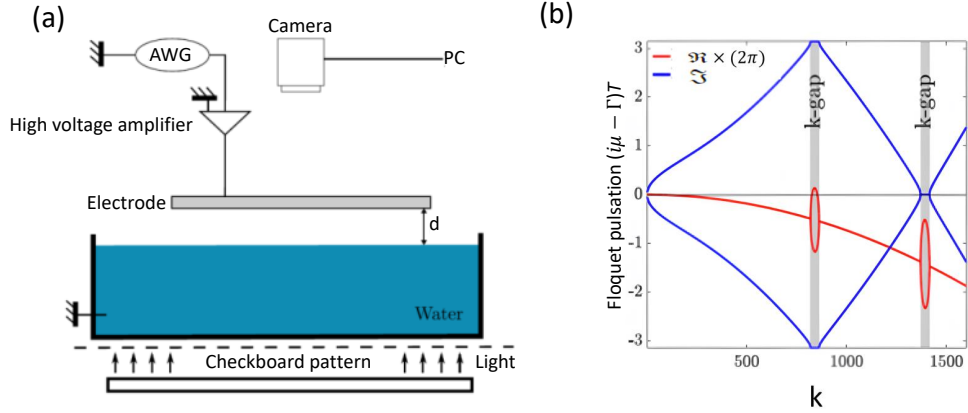 (a)
Camera
AWG
PC
High voltage amplifier
Electrode
d
Water
Checkboard pattern
Light
(b)
ℜ × (2π)
ℑ
k-gap
k-gap
Floquet pulsation (iμ − Γ)T
3
2
1
0
-1
-2
-3
500
1000
1500
k